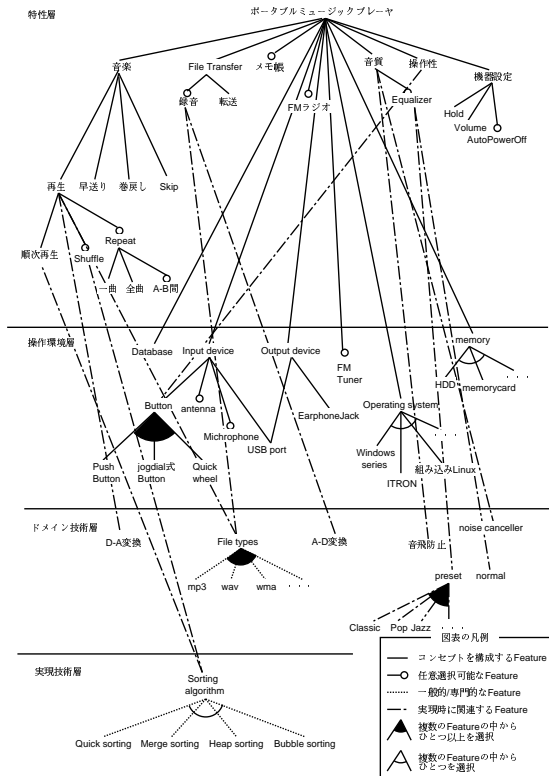 特性層
ポータブルミュージックプレーヤ
音楽
File Transfer
メモ帳
音質
操作性
機器設定
録音
転送
FMラジオ
Equalizer
Hold
Volume
AutoPowerOff
再生
早送り
巻戻し
Skip
順次再生
Shuffle
Repeat
一曲
全曲
A-B間
操作環境層
Database
Input device
Output device
FM
Tuner
memory
HDD
memorycard
. . .
Button
antenna
Michrophone
USB port
EarphoneJack
Operating system
. . . .
Windows
series
ITRON
組み込みLinux
Push
Button
jogdial式
Button
Quick
wheel
ドメイン技術層
D-A変換
File types
A-D変換
音飛防止
noise canceller
mp3
wav
wma
. . .
preset
normal
Classic
Pop
Jazz
. . . .
実現技術層
Sorting
algorithm
Quick sorting
Merge sorting
Heap sorting
Bubble sorting
図表の凡例
コンセプトを構成するFeature
任意選択可能なFeature
一般的/専門的なFeature
実現時に関連するFeature
複数のFeatureの中から
ひとつ以上を選択
複数のFeatureの中から
ひとつを選択